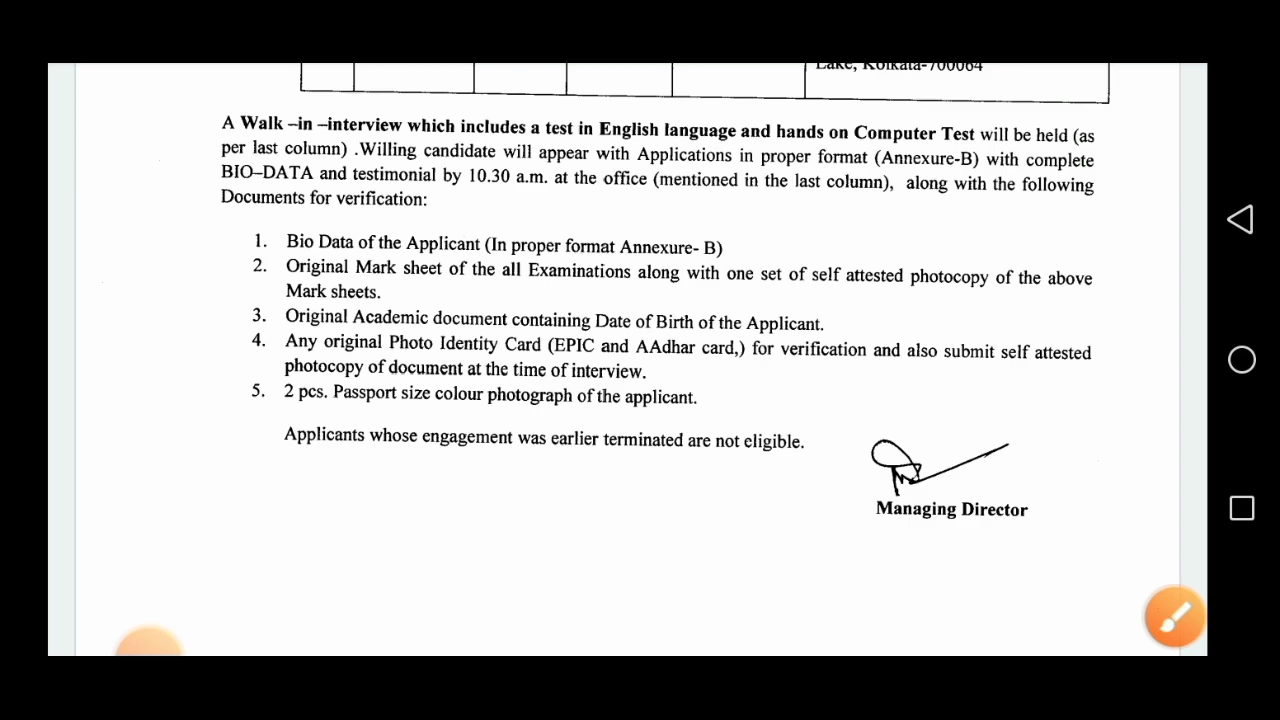 Lake, Kolkata-700064
A Walk –in –interview which includes a test in English language and hands on Computer Test will be held (as
per last column) .Willing candidate will appear with Applications in proper format (Annexure-B) with complete
BIO–DATA and testimonial by 10.30 a.m. at the office (mentioned in the last column), along with the following
Documents for verification:
1. Bio Data of the Applicant (In proper format Annexure- B)
2. Original Mark sheet of the all Examinations along with one set of self attested photocopy of the above
Mark sheets.
3. Original Academic document containing Date of Birth of the Applicant.
4. Any original Photo Identity Card (EPIC and AAdhar card,) for verification and also submit self attested
photocopy of document at the time of interview.
5. 2 pcs. Passport size colour photograph of the applicant.
Applicants whose engagement was earlier terminated are not eligible.
Managing Director